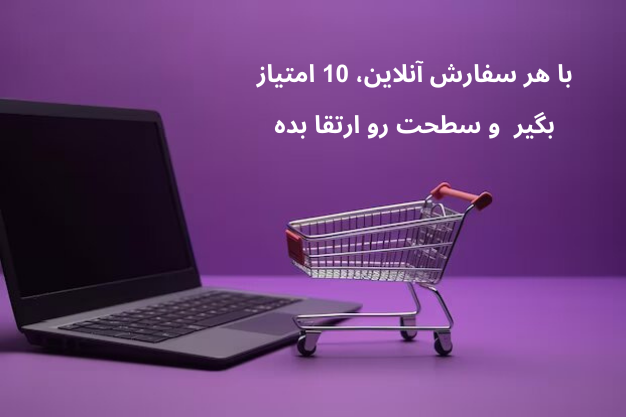 با هر سفارش آنلاین، 10 امتیاز
بگیر  و سطحت رو ارتقا بده